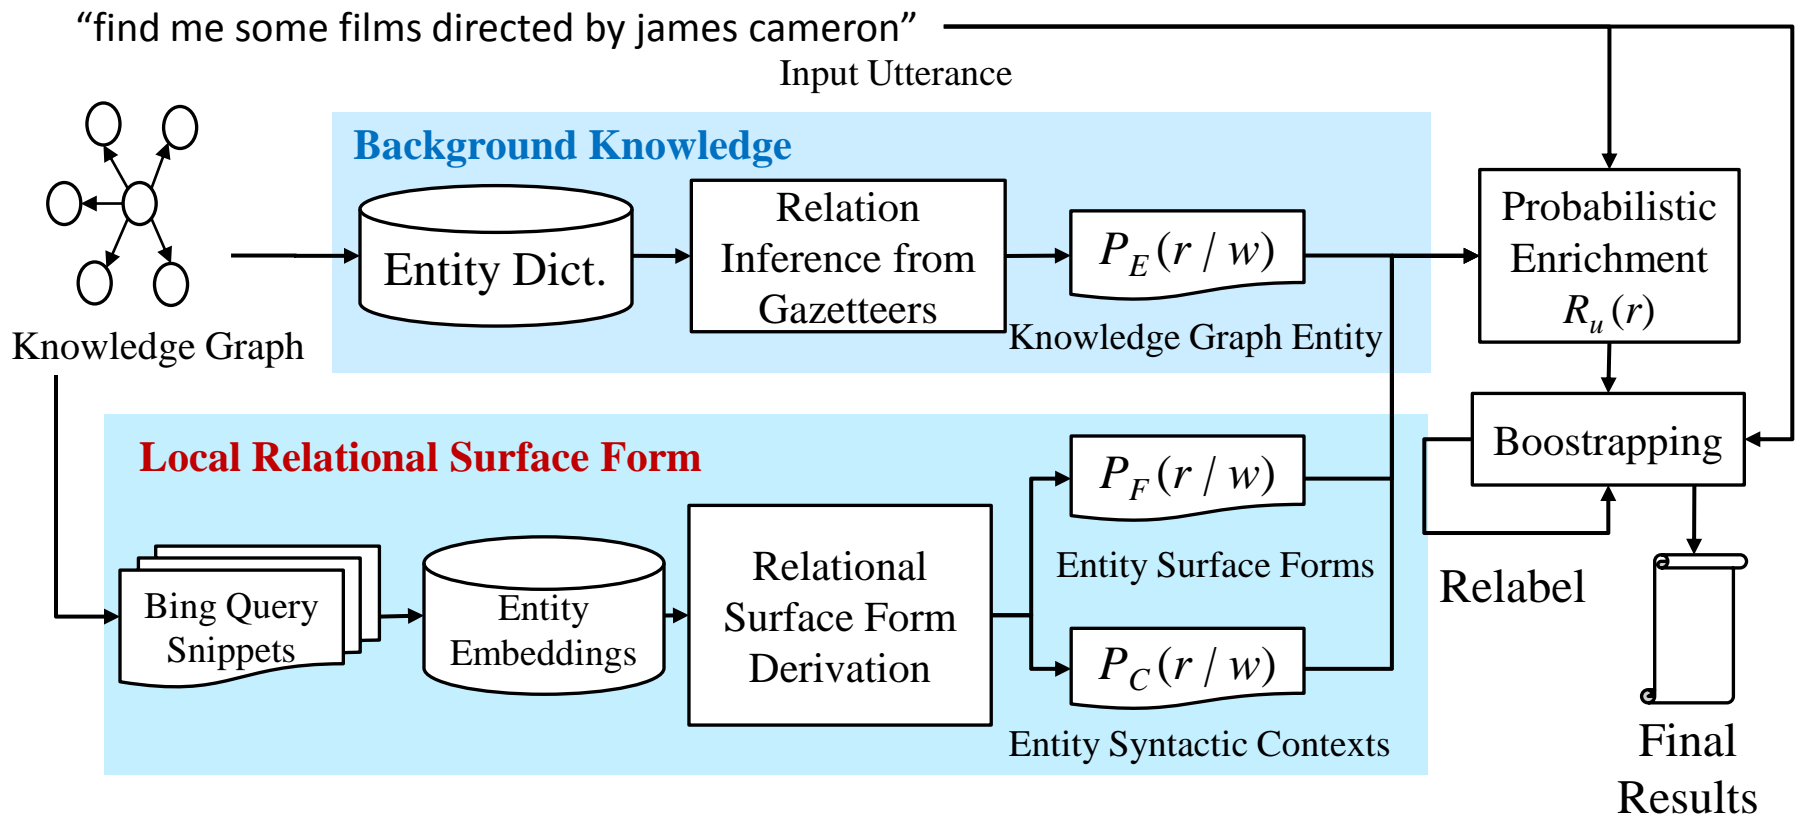 “find me some films directed by james cameron”
Input Utterance
Background Knowledge
Knowledge Graph
Entity Dict.
Relation
Inference from
Gazetteers
P_E (r / w)
Knowledge Graph Entity
Probabilistic
Enrichment
R_u (r)
Local Relational Surface Form
Bing Query
Snippets
Entity
Embeddings
Relational
Surface Form
Derivation
P_F (r / w)
Entity Surface Forms
P_C (r / w)
Entity Syntactic Contexts
Boostrapping
Relabel
Final
Results